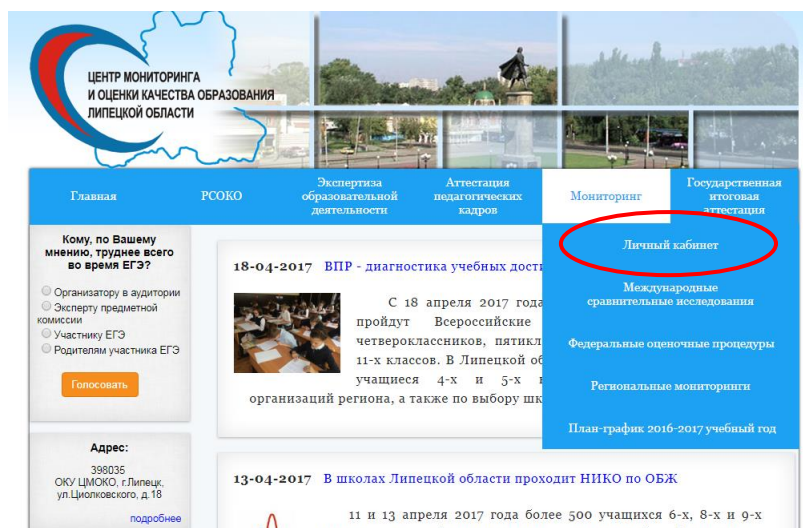 ЦЕНТР МОНИТОРИНГА
И ОЦЕНКИ КАЧЕСТВА ОБРАЗОВАНИЯ
ЛИПЕЦКОЙ ОБЛАСТИ
Главная
РСОКО
Экспертиза
образовательной
деятельности
Аттестация
педагогических
кадров
Мониторинг
Государственная
итоговая
аттестация
Личный кабинет
Международные
сравнительные исследования
Федеральные оценочные процедуры
Региональные мониторинги
План-график 2016-2017 учебный год
Кому, по Вашему
мнению, труднее всего
во время ЕГЭ?
Организатору в аудитории
Эксперту предметной
комиссии
Участнику ЕГЭ
Родителям участника ЕГЭ
Голосовать
Адрес:
398035
ОКУ ЦМОКО, г.Липецк,
ул.Циолковского, д.18
подробнее
18-04-2017 ВПР - диагностика учебных дости
С 18 апреля 2017 года
пройдут Всероссийские
четвероклассников, пятикл
11-х классов. В Липецкой об
учащиеся 4-х и 5-х
организаций региона, а также по выбору шк
13-04-2017 В школах Липецкой области проходит НИКО по ОБЖ
11 и 13 апреля 2017 года более 500 учащихся 6-х, 8-х и 9-х